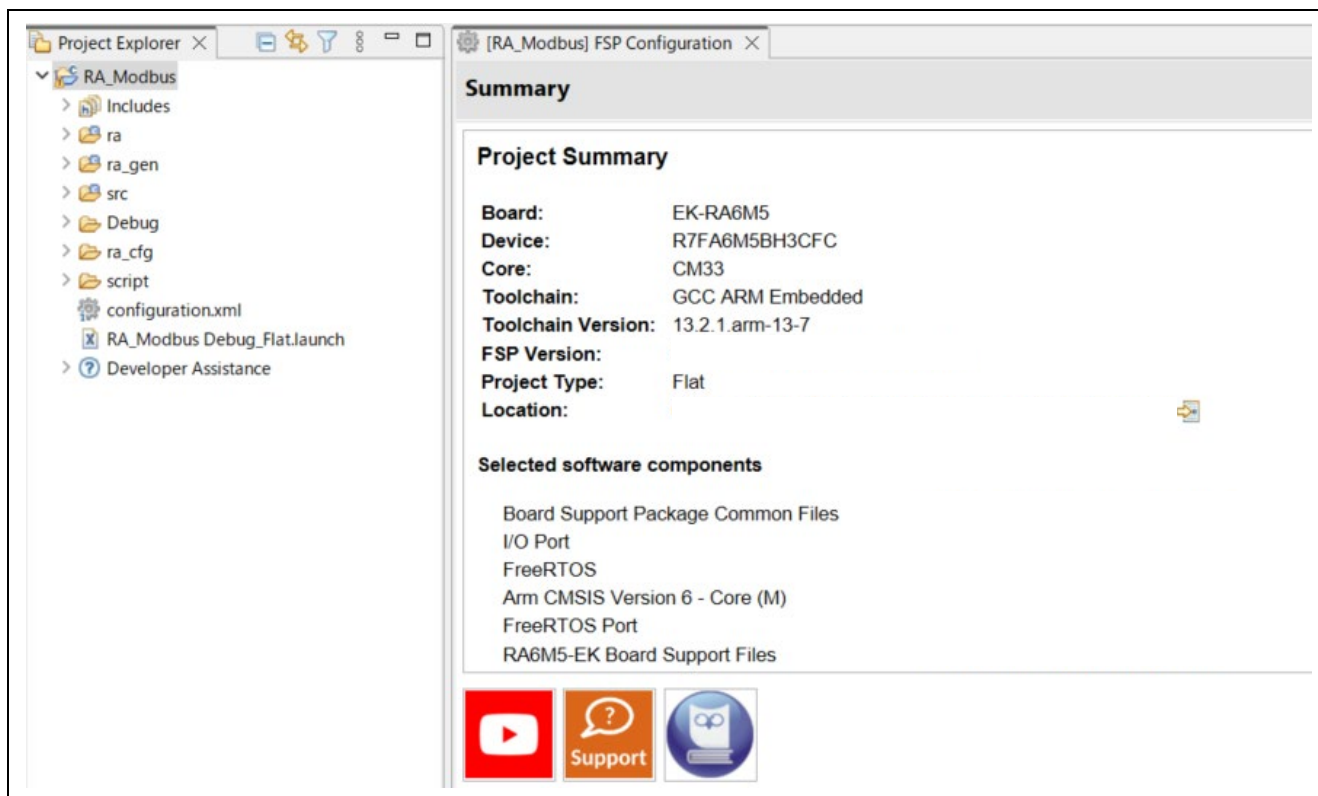 Project Explorer
RA_Modbus
Includes
ra
ra_gen
src
Debug
ra_cfg
script
configuration.xml
RA_Modbus Debug_Flat.launch
Developer Assistance
[RA_Modbus] FSP Configuration
Summary
Project Summary
Board: EK-RA6M5
Device: R7FA6M5BH3CFC
Core: CM33
Toolchain: GCC ARM Embedded
Toolchain Version: 13.2.1.arm-13-7
FSP Version:
Project Type: Flat
Location:
Selected software components
Board Support Package Common Files
I/O Port
FreeRTOS
Arm CMSIS Version 6 - Core (M)
FreeRTOS Port
RA6M5-EK Board Support Files
Support